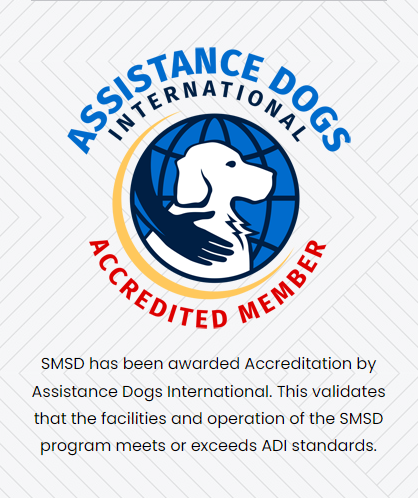 ASSISTANCE DOGS
INTERNATIONAL
ACCREDITED MEMBER
SMSD has been awarded Accreditation by
Assistance Dogs International. This validates
that the facilities and operation of the SMSD
program meets or exceeds ADI standards.